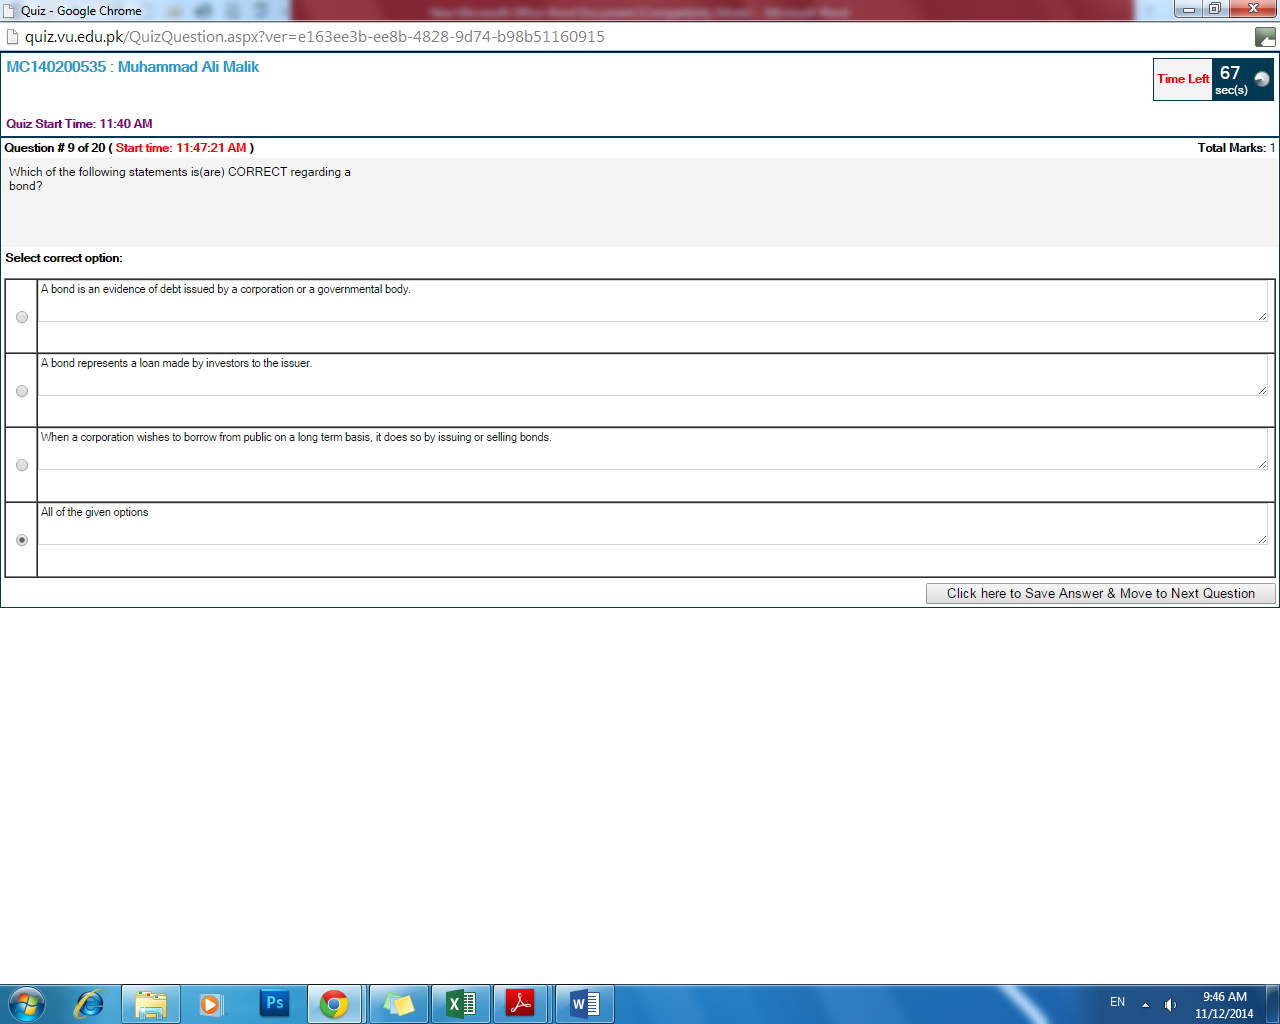 Quiz - Google Chrome
quiz.vu.edu.pk/QuizQuestion.aspx?ver=e163ee3b-ee8b-4828-9d74-b98b51160915
MC140200535 : Muhammad Ali Malik
Time Left 67 sec(s)
Quiz Start Time: 11:40 AM
Question # 9 of 20 ( Start time: 11:47:21 AM )
Total Marks: 1
Which of the following statements is(are) CORRECT regarding a
bond?
Select correct option:
A bond is an evidence of debt issued by a corporation or a governmental body.
A bond represents a loan made by investors to the issuer.
When a corporation wishes to borrow from public on a long term basis, it does so by issuing or selling bonds.
All of the given options
Click here to Save Answer & Move to Next Question
Ps
EN
9:46 AM
11/12/2014